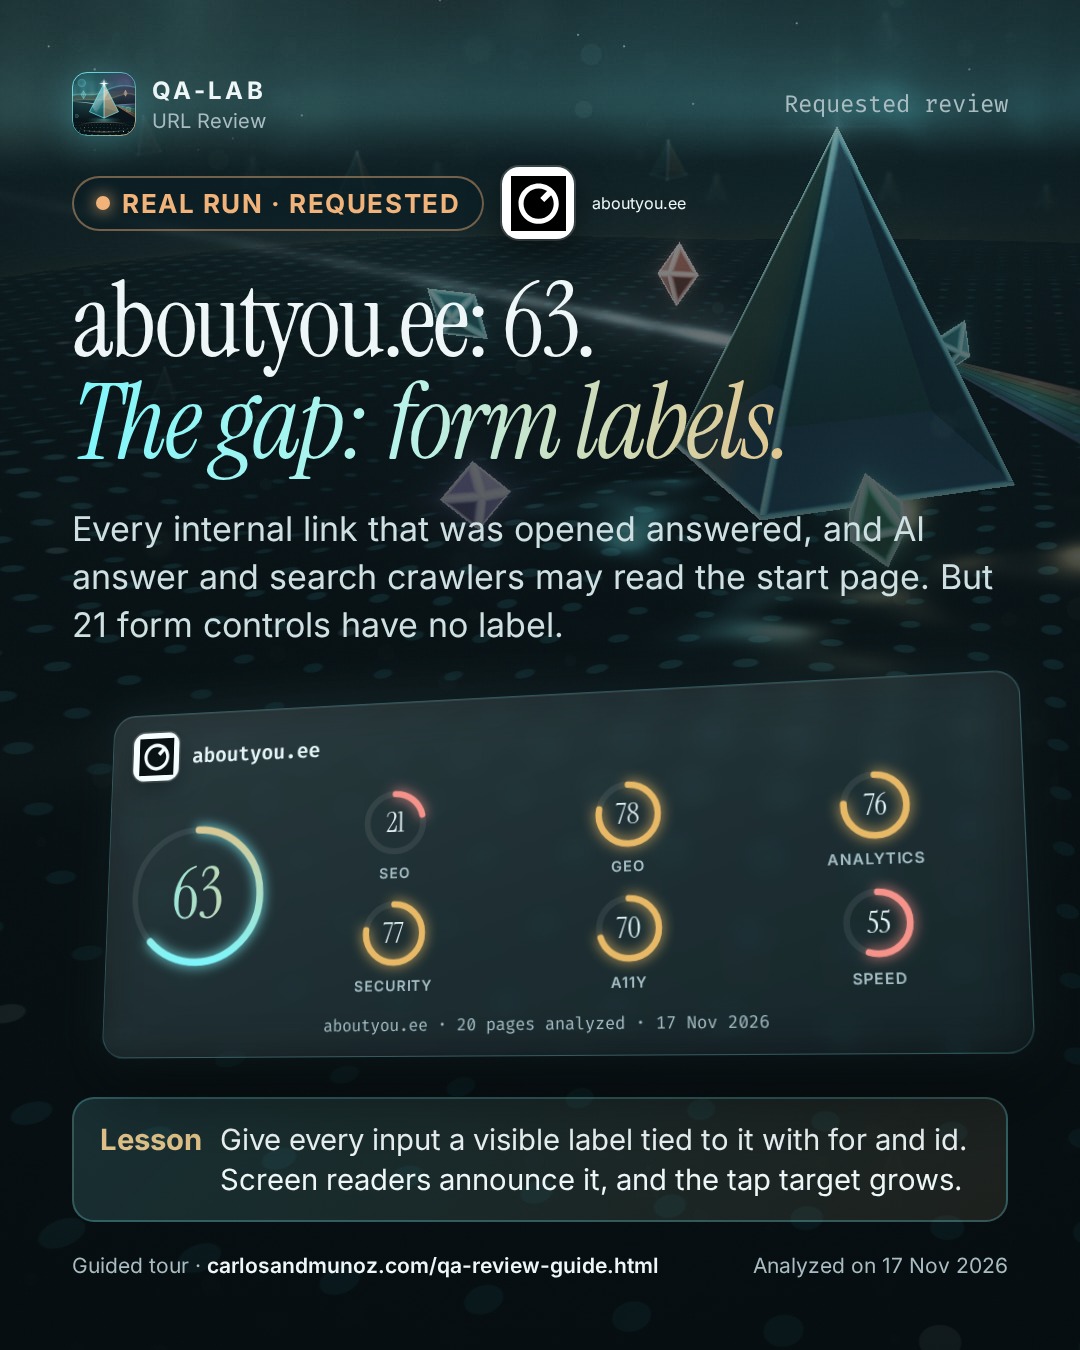 QA-LAB
URL Review
Requested review
REAL RUN · REQUESTED
aboutyou.ee
aboutyou.ee: 63.
The gap: form labels.
Every internal link that was opened answered, and AI
answer and search crawlers may read the start page. But
21 form controls have no label.
aboutyou.ee
63
21
SEO
78
GEO
76
ANALYTICS
77
SECURITY
70
A11Y
55
SPEED
aboutyou.ee · 20 pages analyzed · 17 Nov 2026
Lesson Give every input a visible label tied to it with for and id.
Screen readers announce it, and the tap target grows.
Guided tour · carlosandmunoz.com/qa-review-guide.html
Analyzed on 17 Nov 2026